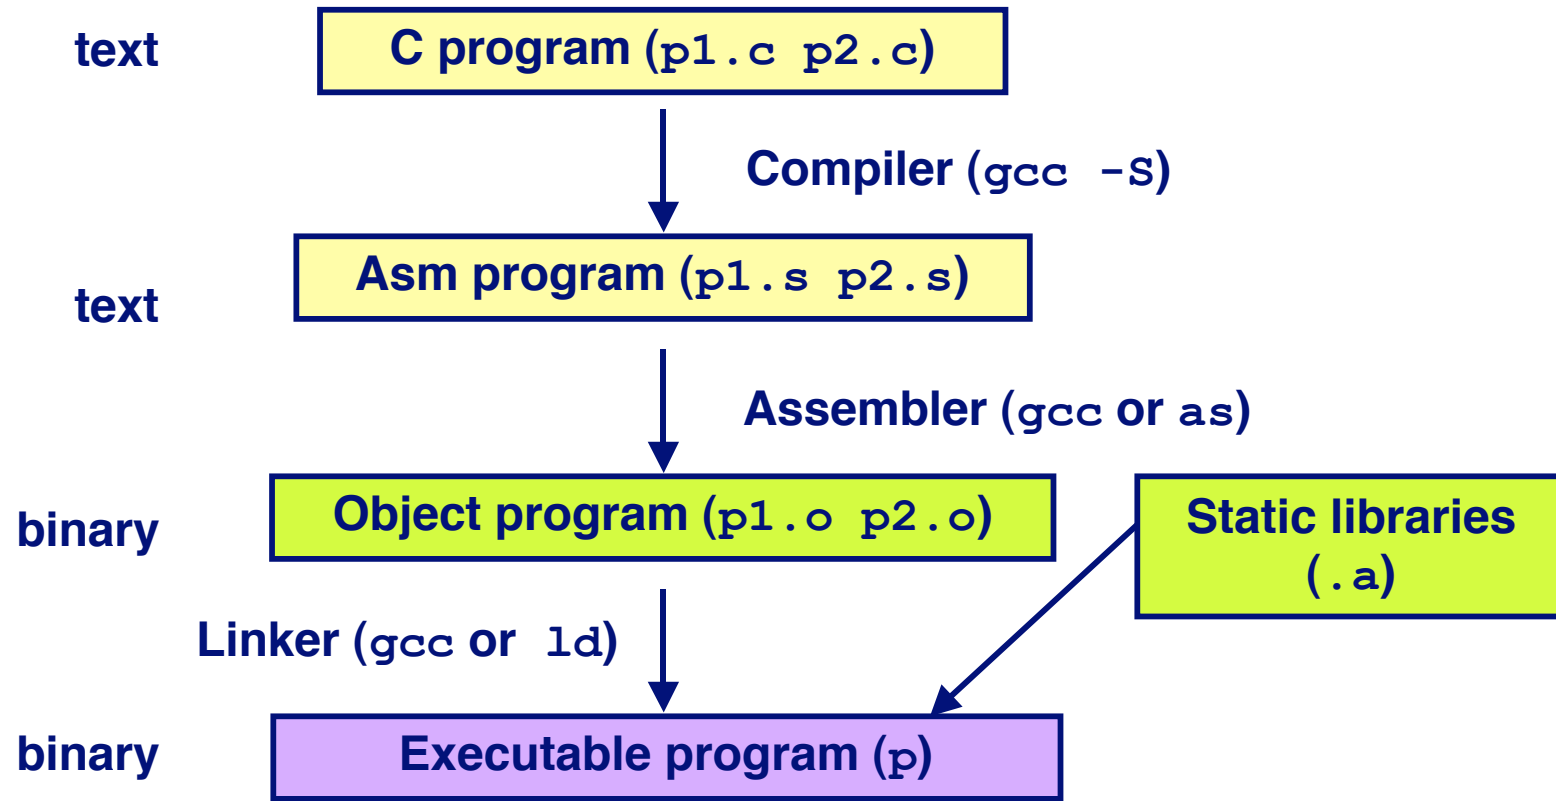 text
C program (p1.c p2.c)
Compiler (gcc -S)
text
Asm program (p1.s p2.s)
Assembler (gcc or as)
binary
Object program (p1.o p2.o)
Static libraries
(.a)
Linker (gcc or ld)
binary
Executable program (p)